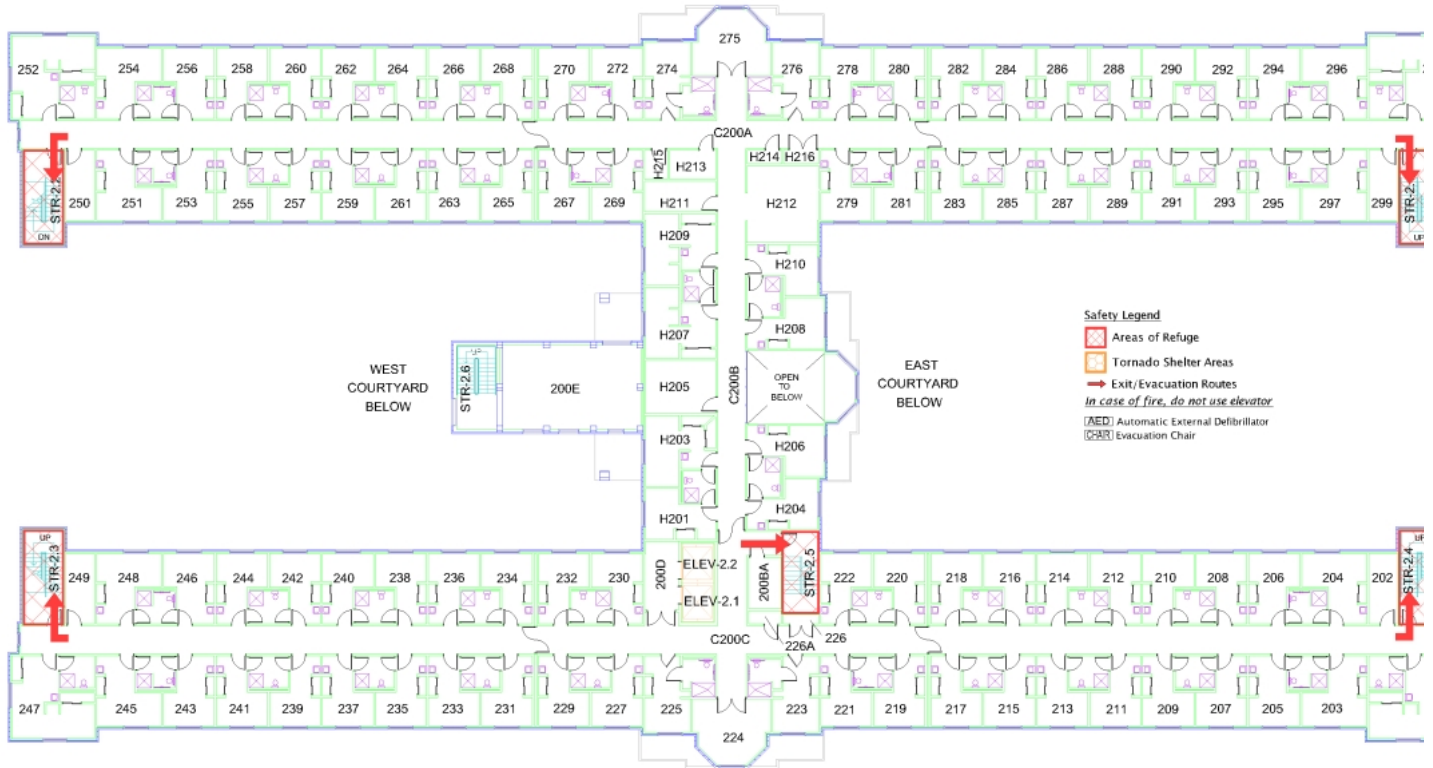 275
252 254 256 258 260 262 264 266 268 270 272 274 276 278 280 282 284 286 288 290 292 294 296
C200A
STR-2.2
DN
250 251 253 255 257 259 261 263 265 267 269
H215
H213
H214 H216
H211
H212
279 281 283 285 287 289 291 293 295 297 299
UP
H209
H210
H207
H208
WEST
COURTYARD
BELOW
UP
STR-2.6
200E
H205
C200B
OPEN
TO
BELOW
EAST
COURTYARD
BELOW
Safety Legend
Areas of Refuge
Tornado Shelter Areas
Exit/Evacuation Routes
In case of fire, do not use elevator
AED Automatic External Defibrillator
CHAIR Evacuation Chair
H203
H206
H201
H204
UP
STR-2.3
249 248 246 242 240 238 236 234 232 230
200D
ELEV-2.2
ELEV-2.1
200BA
STR-2.5
222 220 218 216 214 212 210 208 206 204 202
STR-2.4
C200C
226
226A
247 245 243 241 239 237 235 233 231 229 227 225
224
223 221 219 217 215 213 211 209 207 205 203